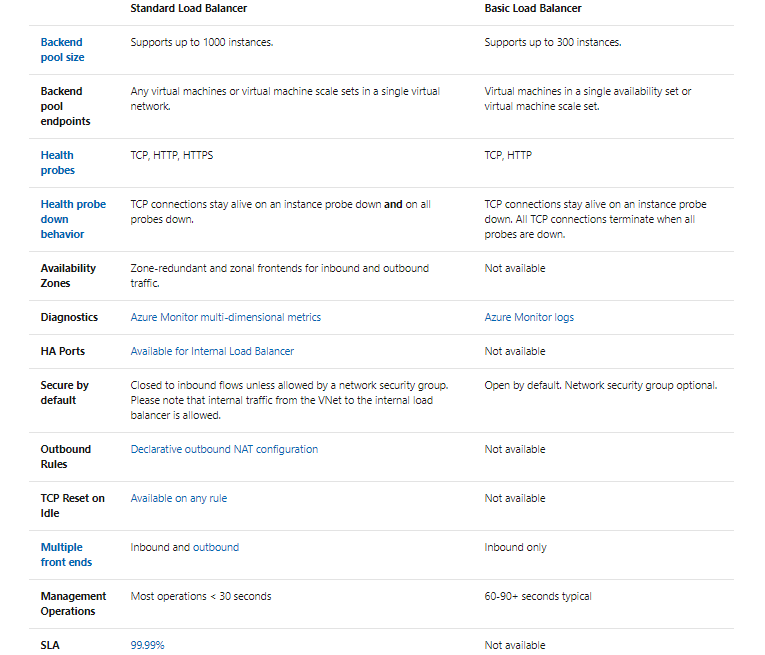 Standard Load Balancer Basic Load Balancer
Backend Supports up to 1000 instances. Supports up to 300 instances.
pool size
Backend Any virtual machines or virtual machine scale sets in a single virtual Virtual machines in a single availability set or
pool network. virtual machine scale set.
endpoints
Health TCP, HTTP, HTTPS TCP, HTTP
probes
Health probe TCP connections stay alive on an instance probe down and on all TCP connections stay alive on an instance probe
down probes down. down. All TCP connections terminate when all
behavior probes are down.
Availability Zone-redundant and zonal frontends for inbound and outbound Not available
Zones traffic.
Diagnostics Azure Monitor multi-dimensional metrics Azure Monitor logs
HA Ports Available for Internal Load Balancer Not available
Secure by Closed to inbound flows unless allowed by a network security group. Open by default. Network security group optional.
default Please note that internal traffic from the VNet to the internal load
balancer is allowed.
Outbound Declarative outbound NAT configuration Not available
Rules
TCP Reset on Available on any rule Not available
Idle
Multiple Inbound and outbound Inbound only
front ends
Management Most operations < 30 seconds 60-90+ seconds typical
Operations
SLA 99.99% Not available